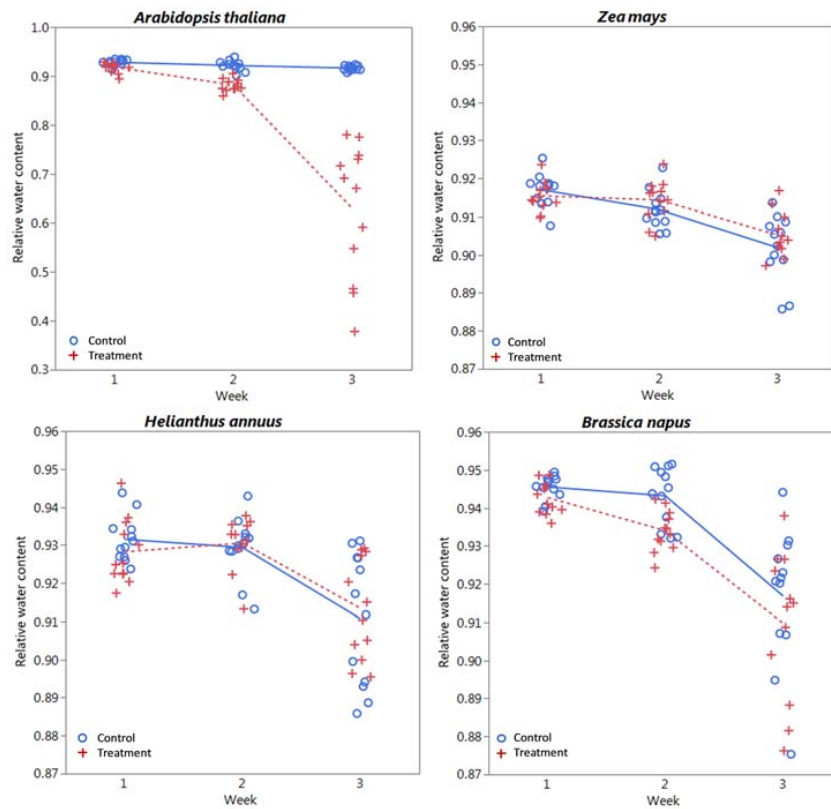 Arabidopsis thaliana
Relative water content
1.0
0.9
0.8
0.7
0.6
0.5
0.4
0.3
Control
Treatment
1 2 3
Week
Zea mays
Relative water content
0.96
0.95
0.94
0.93
0.92
0.91
0.90
0.89
0.88
0.87
Control
Treatment
1 2 3
Week
Helianthus annuus
Relative water content
0.96
0.95
0.94
0.93
0.92
0.91
0.90
0.89
0.88
0.87
Control
Treatment
1 2 3
Week
Brassica napus
Relative water content
0.96
0.95
0.94
0.93
0.92
0.91
0.90
0.89
0.88
0.87
Control
Treatment
1 2 3
Week